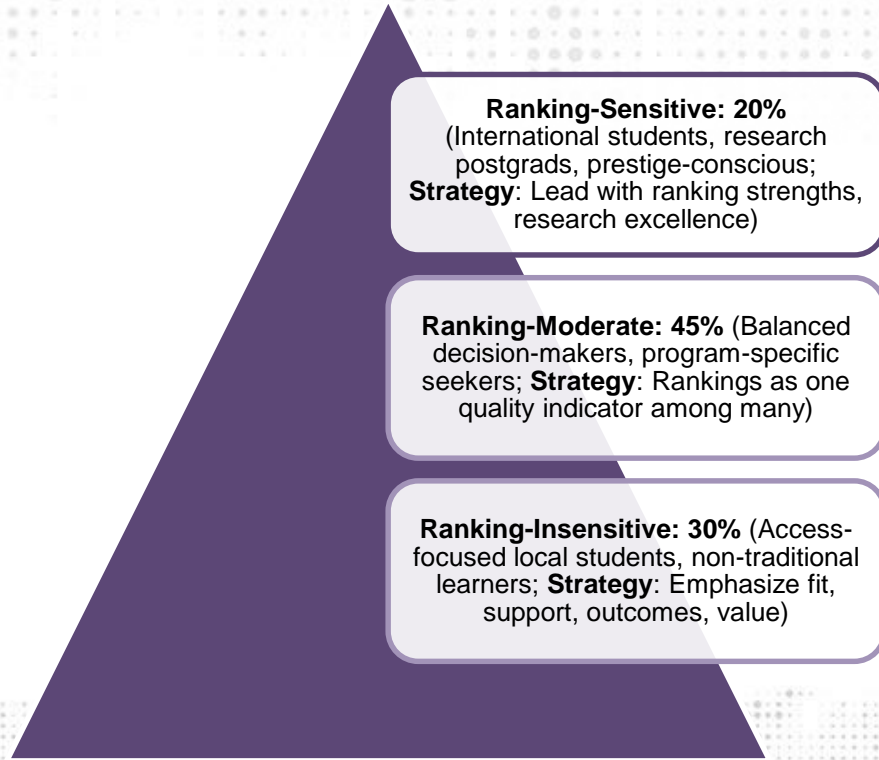 Ranking-Sensitive: 20%
(International students, research
postgrads, prestige-conscious;
Strategy: Lead with ranking strengths,
research excellence)
Ranking-Moderate: 45% (Balanced
decision-makers, program-specific
seekers; Strategy: Rankings as one
quality indicator among many)
Ranking-Insensitive: 30% (Access-
focused local students, non-traditional
learners; Strategy: Emphasize fit,
support, outcomes, value)